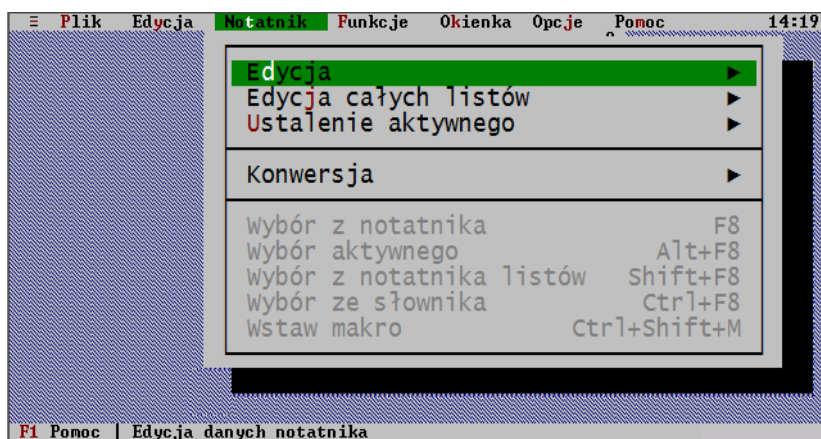 ≡ Plik Edycja Notatnik Funkcje Okienka Opcje Pomoc 14:19
Edycja ►
Edycja całych listów ►
Ustalenie aktywnego ►
Konwersja ►
Wybór z notatnika F8
Wybór aktywnego Alt+F8
Wybór z notatnika listów Shift+F8
Wybór ze słownika Ctrl+F8
Wstaw makro Ctrl+Shift+M
F1 Pomoc | Edycja danych notatnika